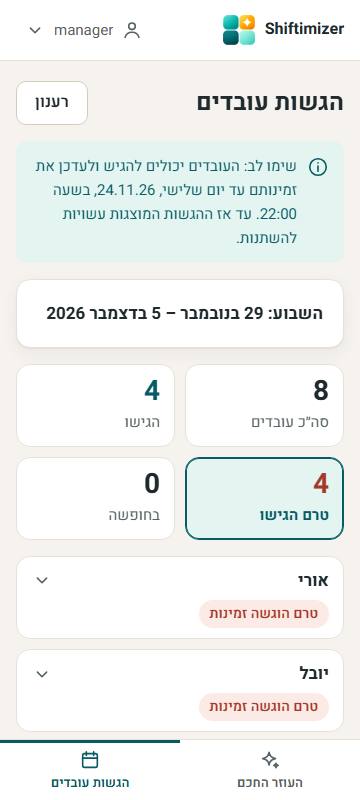 Shiftimizer
manager
הגשות עובדים
רענון
שימו לב: העובדים יכולים להגיש ולעדכן את
זמינותם עד יום שלישי, 24.11.26, בשעה
22:00. עד אז ההגשות המוצגות עשויות
להשתנות.
השבוע: 29 בנובמבר – 5 בדצמבר 2026
8
סה״כ עובדים
4
הגישו
4
טרם הגישו
0
בחופשה
אורי
טרם הוגשה זמינות
יובל
טרם הוגשה זמינות
העוזר החכם
הגשות עובדים